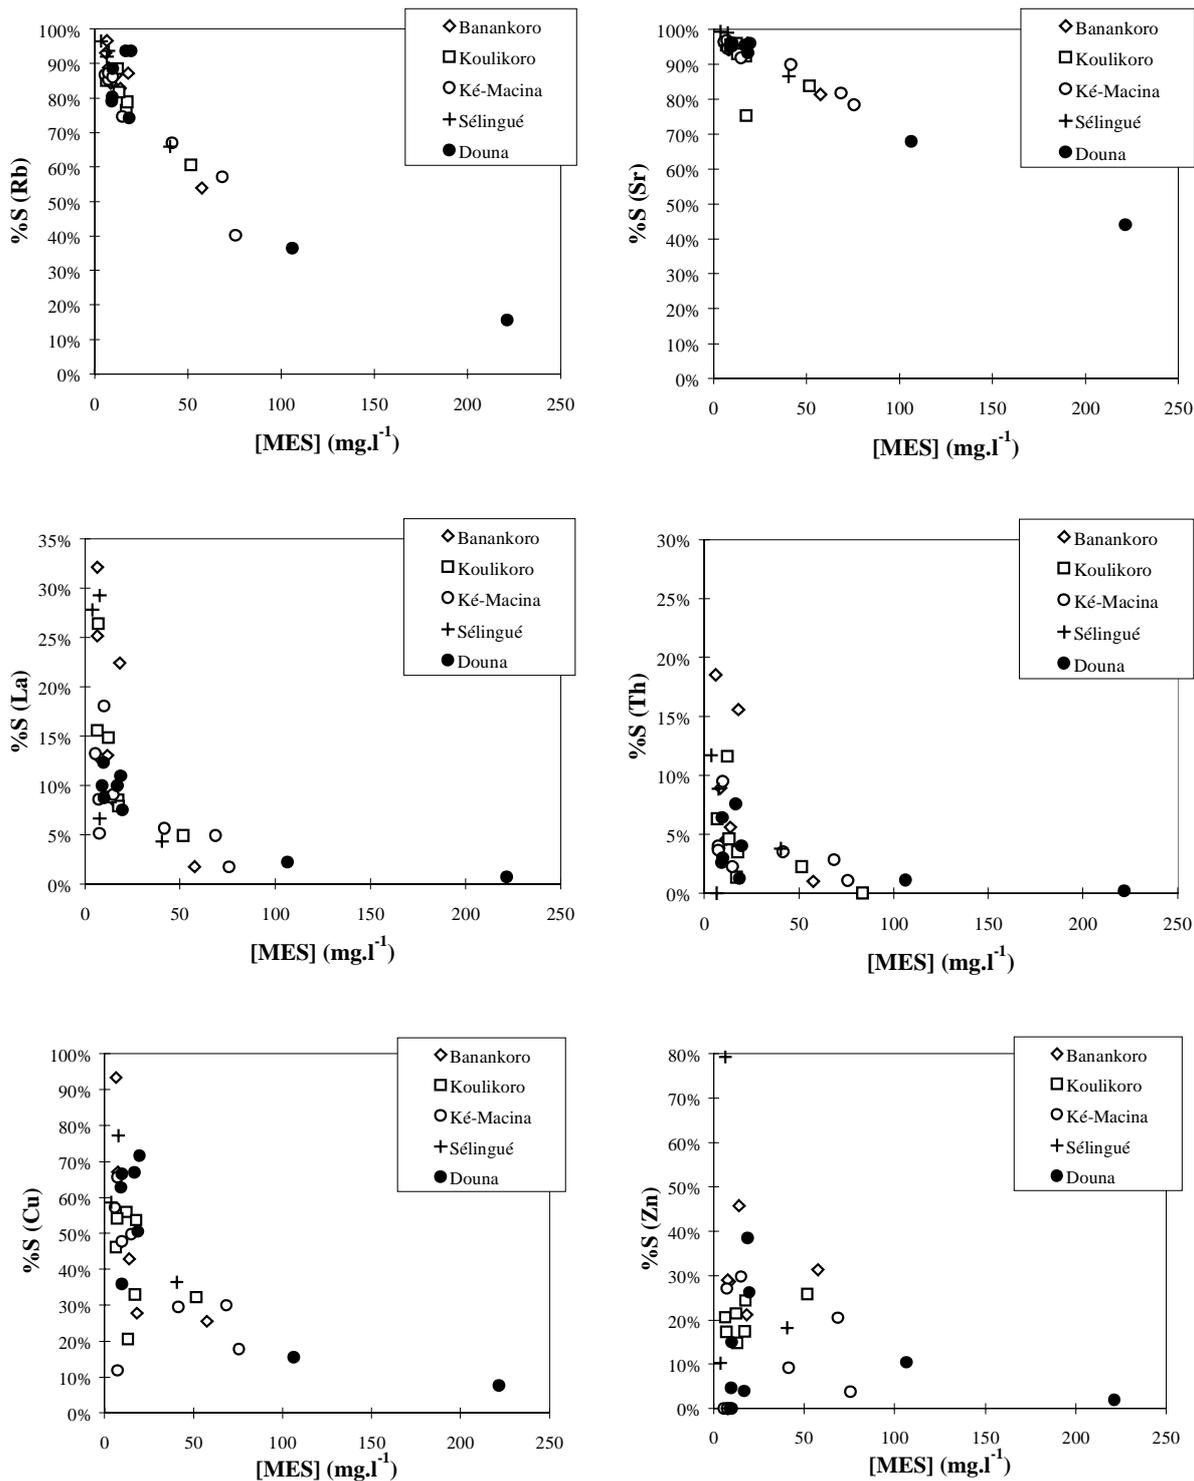 100%
90%
80%
70%
60%
50%
40%
30%
20%
10%
0%
%S (Rb)
0 50 100 150 200 250
[MES] (mg.l-1)
Banankoro
Koulikoro
Ké-Macina
Sélingué
Douna
100%
90%
80%
70%
60%
50%
40%
30%
20%
10%
0%
%S (Sr)
0 50 100 150 200 250
[MES] (mg.l-1)
Banankoro
Koulikoro
Ké-Macina
Sélingué
Douna
35%
30%
25%
20%
15%
10%
5%
0%
%S (La)
0 50 100 150 200 250
[MES] (mg.l-1)
Banankoro
Koulikoro
Ké-Macina
Sélingué
Douna
30%
20%
15%
10%
5%
0%
%S (Th)
0 50 100 150 200 250
[MES] (mg.l-1)
Banankoro
Koulikoro
Ké-Macina
Sélingué
Douna
100%
90%
80%
70%
60%
50%
40%
30%
20%
10%
0%
%S (Cu)
0 50 100 150 200 250
[MES] (mg.l-1)
Banankoro
Koulikoro
Ké-Macina
Sélingué
Douna
80%
70%
60%
50%
40%
30%
20%
10%
0%
%S (Zn)
0 50 100 150 200 250
[MES] (mg.l-1)
Banankoro
Koulikoro
Ké-Macina
Sélingué
Douna